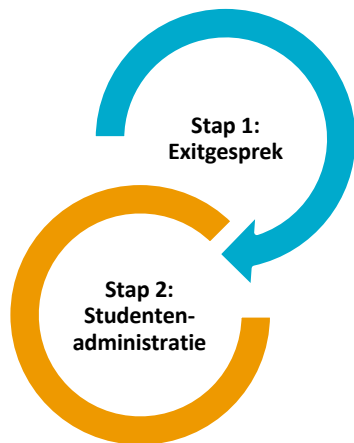 Stap 1:
Exitgesprek
Stap 2:
Studenten-
administratie